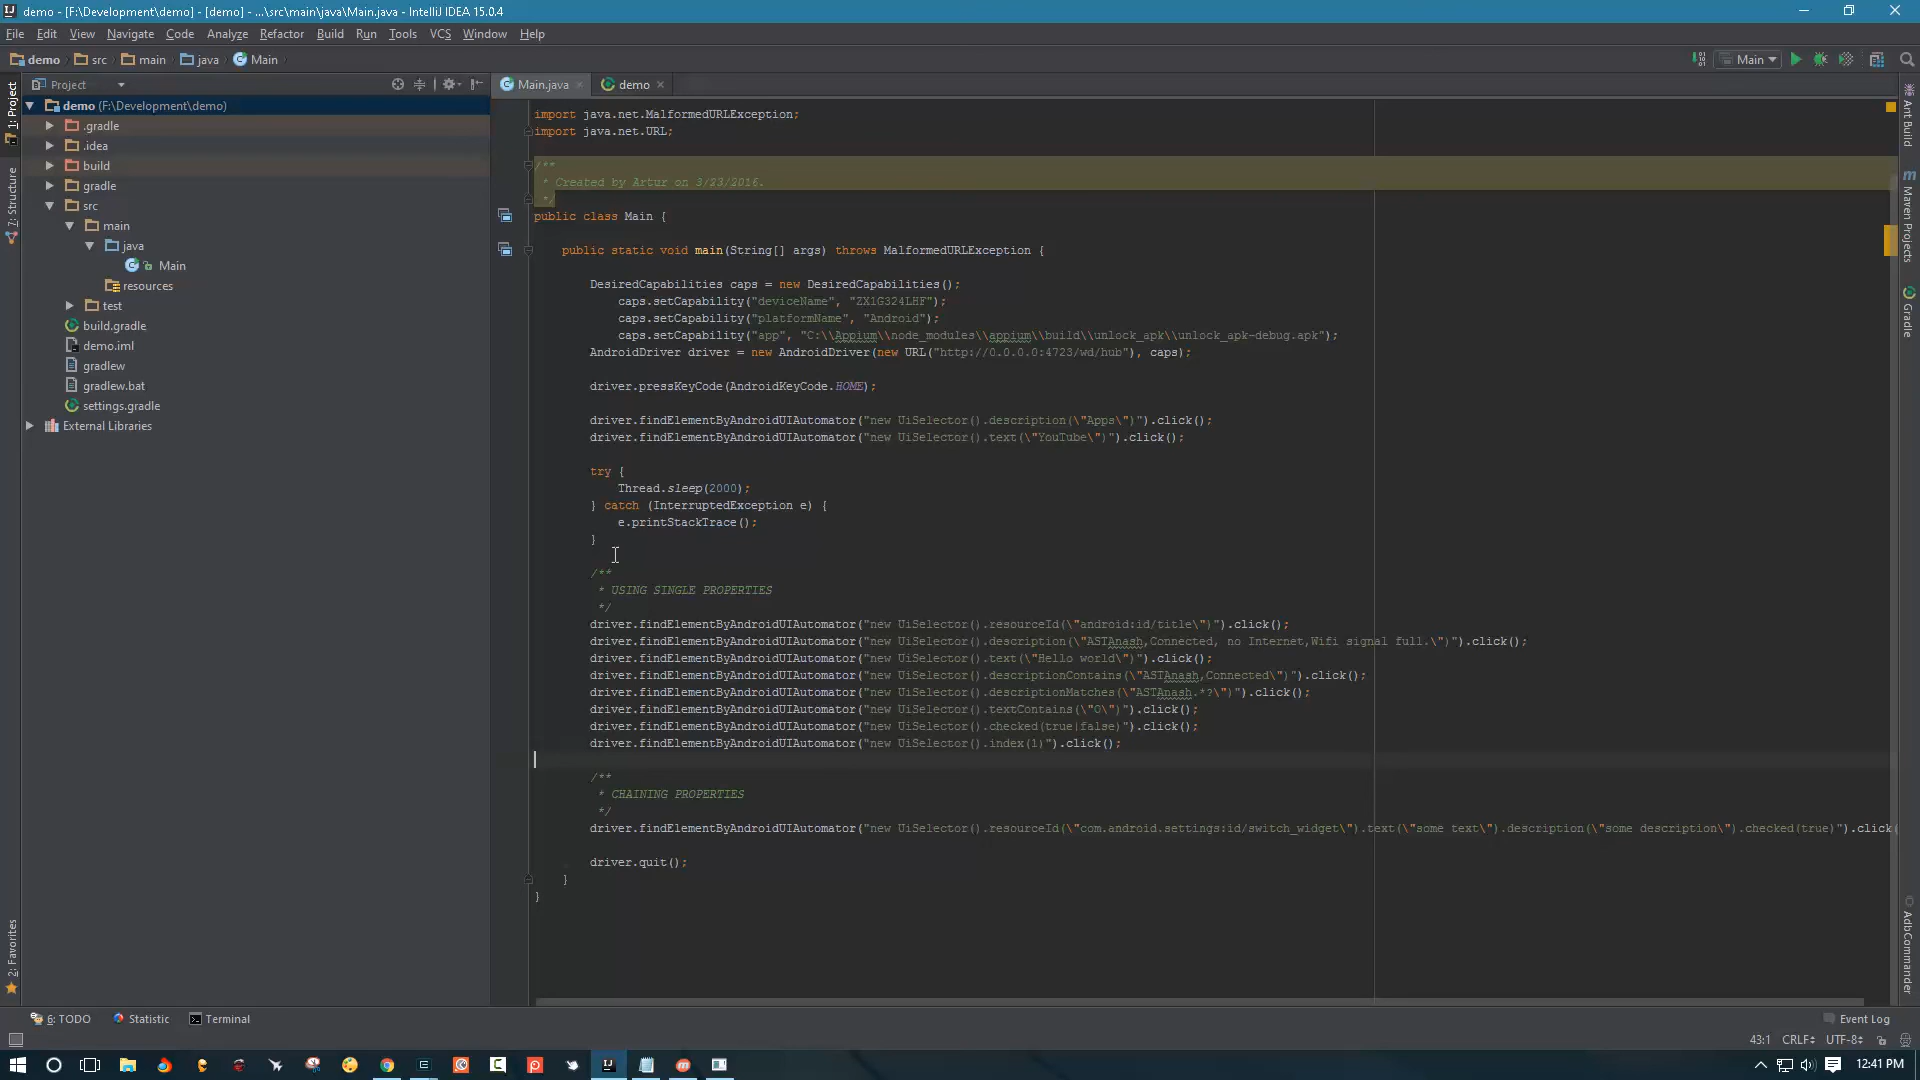 demo - [F:\Development\demo] - [demo] - ...\src\main\java\Main.java - IntelliJ IDEA 15.0.4
File Edit View Navigate Code Analyze Refactor Build Run Tools VCS Window Help
demo src main java Main
Main
Project
Main.java
demo
1: Project
7: Structure
2: Favorites
demo (F:\Development\demo)
.gradle
.idea
build
gradle
src
main
java
Main
resources
test
build.gradle
demo.iml
gradlew
gradlew.bat
settings.gradle
External Libraries
import java.net.MalformedURLException;
import java.net.URL;
/**
* Created by Artur on 3/23/2016.
*/
public class Main {
public static void main(String[] args) throws MalformedURLException {
DesiredCapabilities caps = new DesiredCapabilities();
caps.setCapability("deviceName", "ZX1G324LHF");
caps.setCapability("platformName", "Android");
caps.setCapability("app", "C:\\Appium\\node_modules\\appium\\build\\unlock_apk\\unlock_apk-debug.apk");
AndroidDriver driver = new AndroidDriver(new URL("http://0.0.0.0:4723/wd/hub"), caps);
driver.pressKeyCode(AndroidKeyCode.HOME);
driver.findElementByAndroidUIAutomator("new UiSelector().description(\"Apps\")").click();
driver.findElementByAndroidUIAutomator("new UiSelector().text(\"YouTube\")").click();
try {
Thread.sleep(2000);
} catch (InterruptedException e) {
e.printStackTrace();
}
/**
* USING SINGLE PROPERTIES
*/
driver.findElementByAndroidUIAutomator("new UiSelector().resourceId(\"android:id/title\")").click();
driver.findElementByAndroidUIAutomator("new UiSelector().description(\"ASTAnash,Connected, no Internet,Wifi signal full.\")").click();
driver.findElementByAndroidUIAutomator("new UiSelector().text(\"Hello world\")").click();
driver.findElementByAndroidUIAutomator("new UiSelector().descriptionContains(\"ASTAnash,Connected\")").click();
driver.findElementByAndroidUIAutomator("new UiSelector().descriptionMatches(\"ASTAnash.*?\")").click();
driver.findElementByAndroidUIAutomator("new UiSelector().textContains(\"O\")").click();
driver.findElementByAndroidUIAutomator("new UiSelector().checked(true|false)").click();
driver.findElementByAndroidUIAutomator("new UiSelector().index(1)").click();
/**
* CHAINING PROPERTIES
*/
driver.findElementByAndroidUIAutomator("new UiSelector().resourceId(\"com.android.settings:id/switch_widget\").text(\"some text\").description(\"some description\").checked(true)").click(
driver.quit();
}
}
Ant Build
Maven Projects
Gradle
AdbCommander
6: TODO Statistic Terminal
Event Log
43:1 CRLF UTF-8
12:41 PM